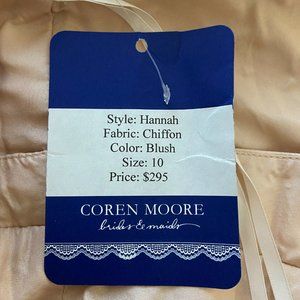 Style: Hannah
Fabric: Chiffon
Color: Blush
Size: 10
Price: $295
COREN MOORE
brides & maids